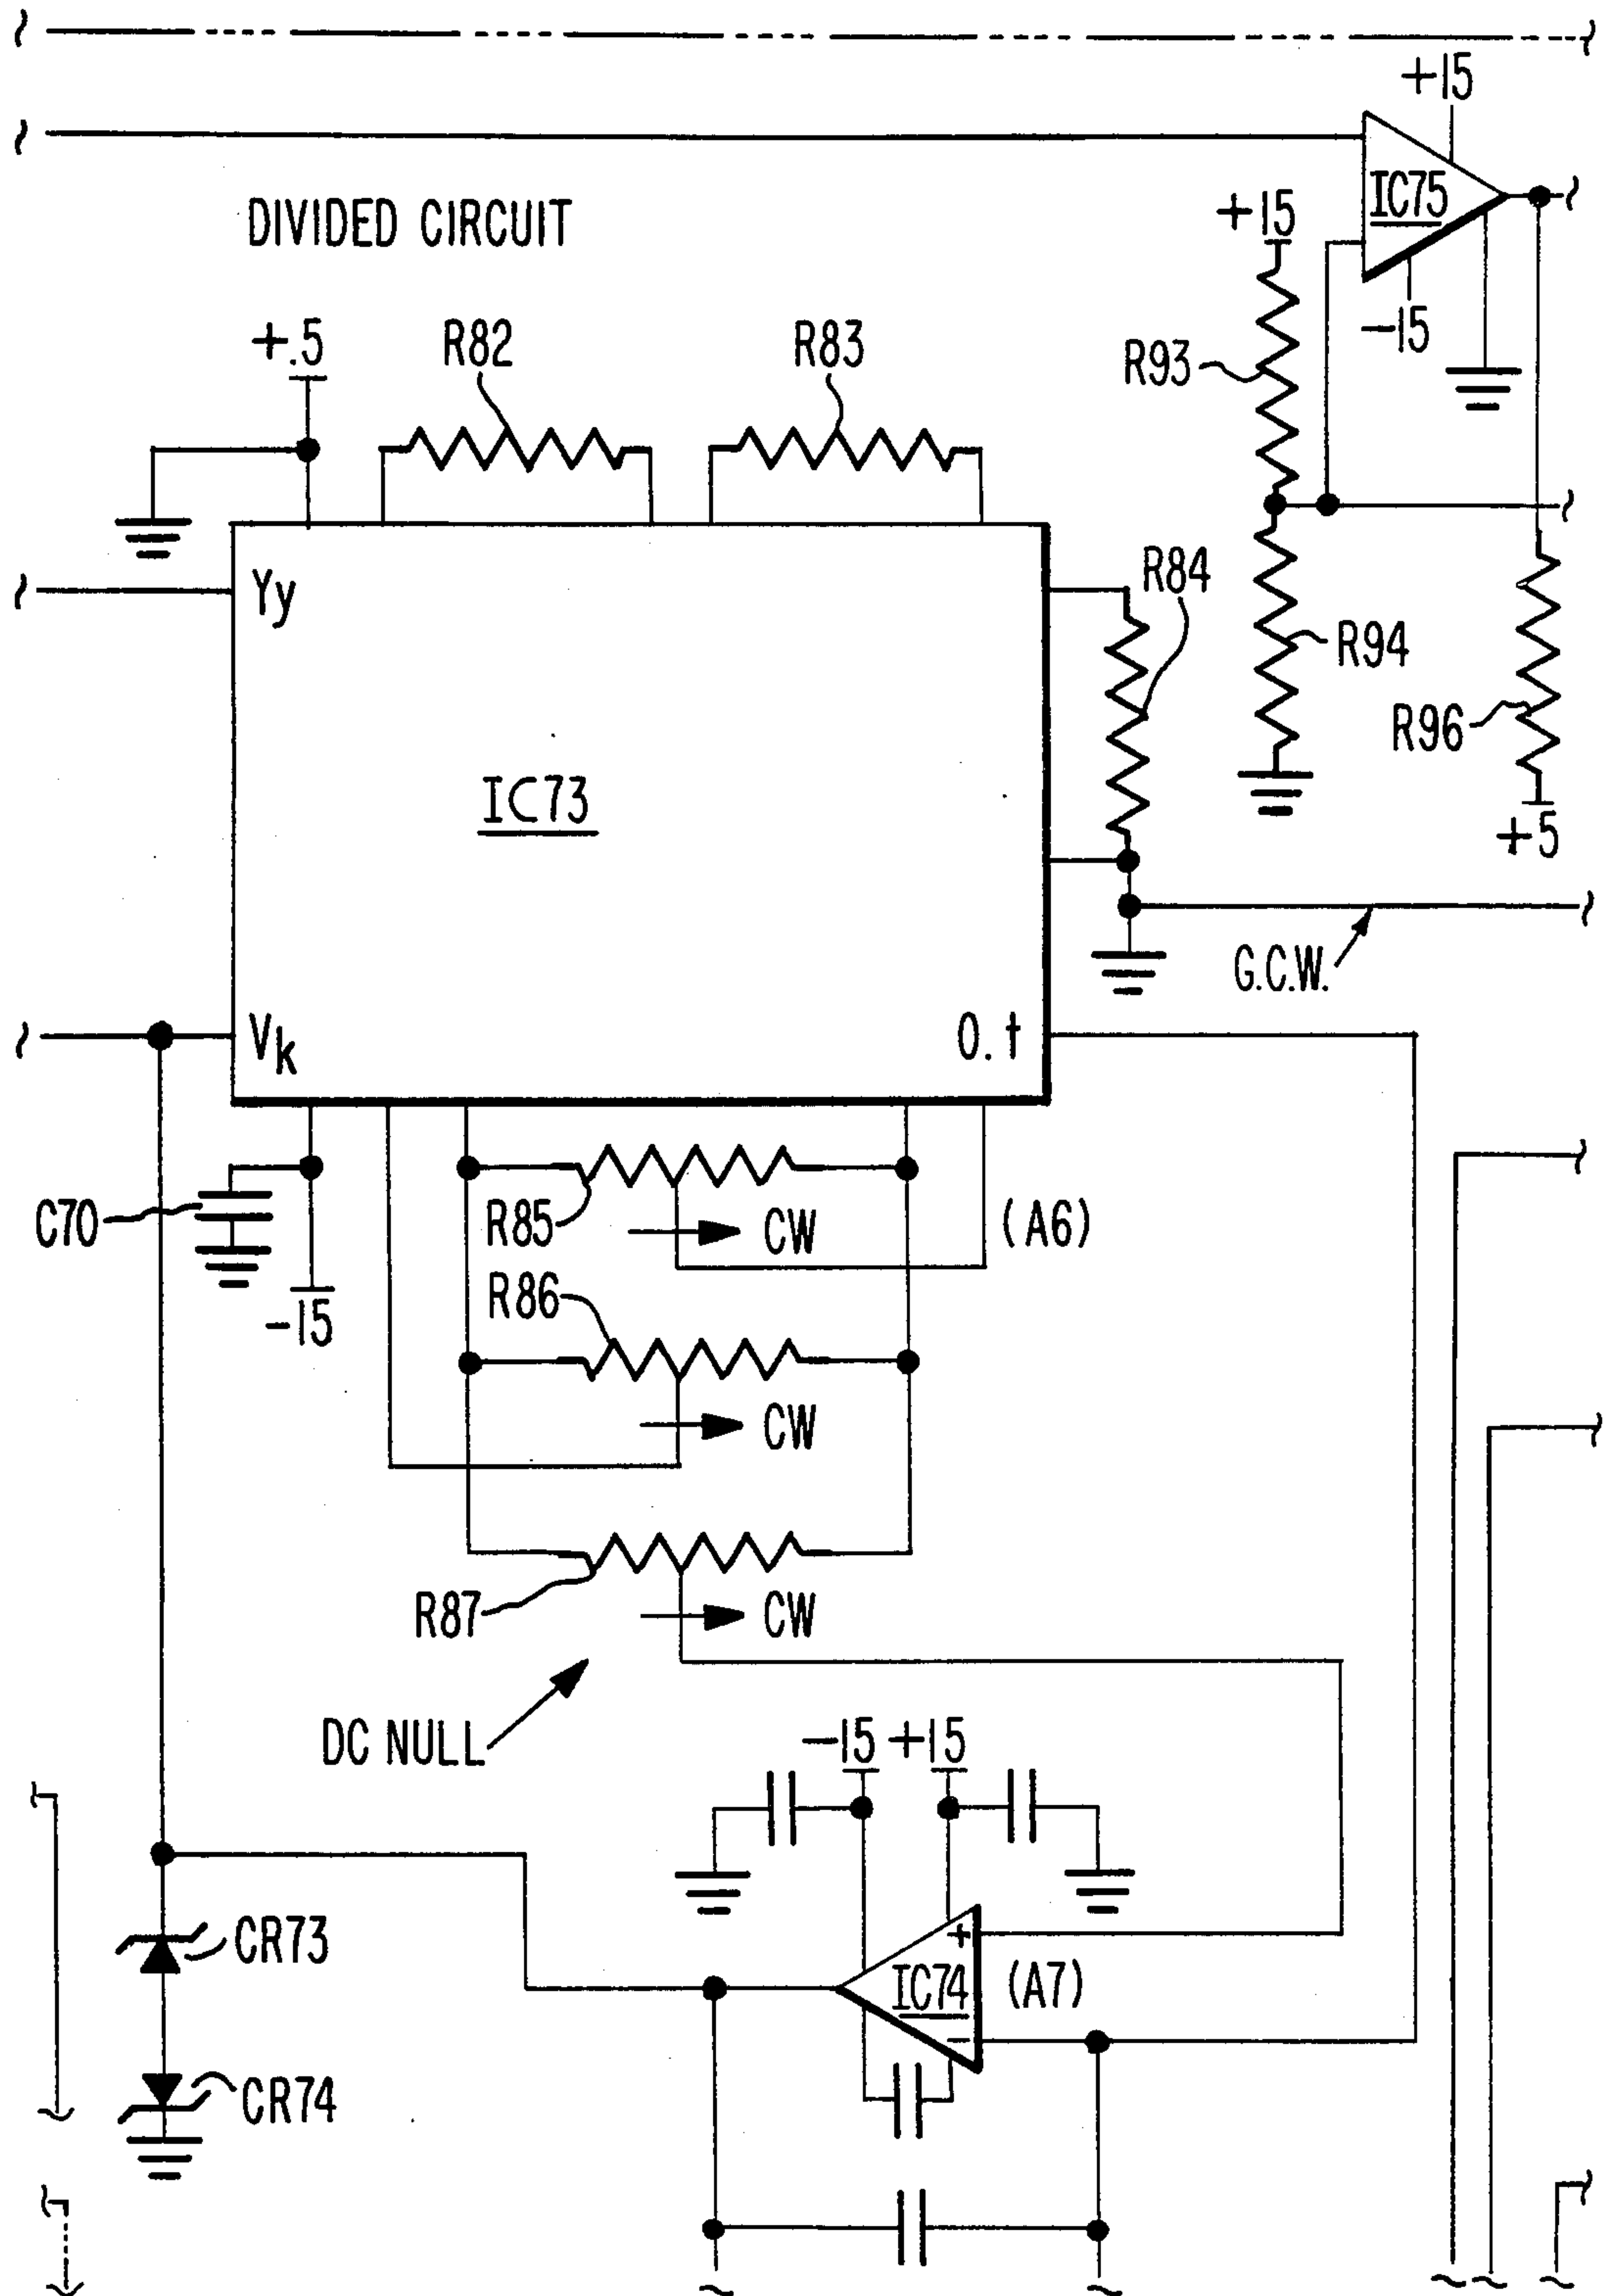 +15
IC75
DIVIDED CIRCUIT
+15
-15
+.5
R82
R83
R93
Yy
R84
R94
R96
IC73
+5
G.C.W.
Vk
0.t
C70
R85
CW
(A6)
-15
R86
CW
R87
CW
DC NULL
-15 +15
CR73
+
IC74
(A7)
-
CR74